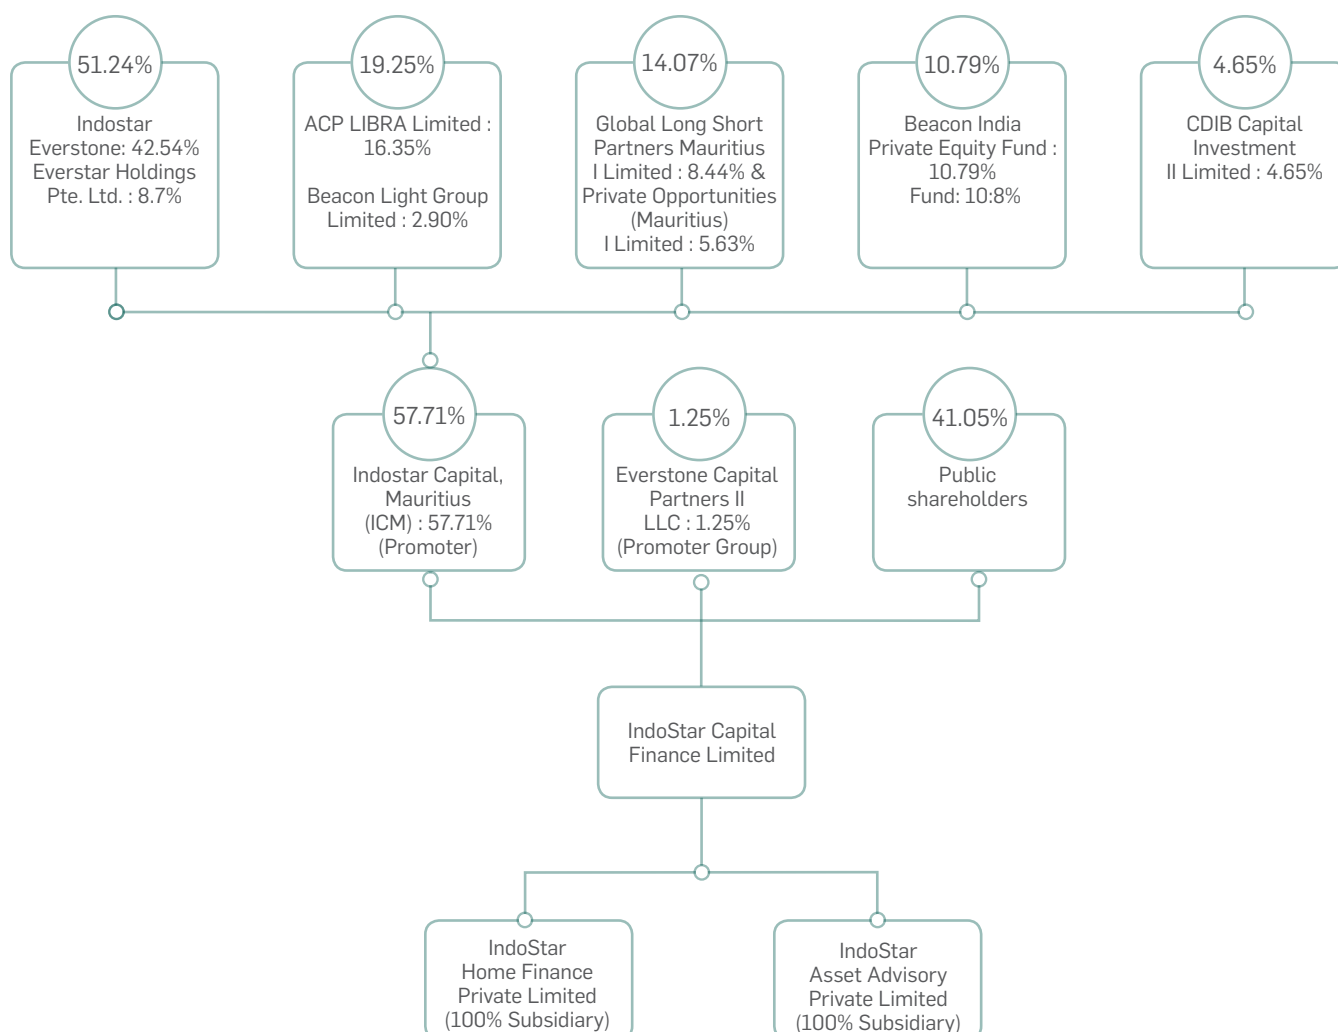 51.24%
Indostar
Everstone: 42.54%
Everstar Holdings
Pte. Ltd. : 8.7%
19.25%
ACP LIBRA Limited :
16.35%
Beacon Light Group
Limited : 2.90%
14.07%
Global Long Short
Partners Mauritius
I Limited : 8.44% &
Private Opportunities
(Mauritius)
I Limited : 5.63%
10.79%
Beacon India
Private Equity Fund :
10.79%
Fund: 10:8%
4.65%
CDIB Capital
Investment
II Limited : 4.65%
57.71%
Indostar Capital,
Mauritius
(ICM) : 57.71%
(Promoter)
1.25%
Everstone Capital
Partners II
LLC : 1.25%
(Promoter Group)
41.05%
Public
shareholders
IndoStar Capital
Finance Limited
IndoStar
Home Finance
Private Limited
(100% Subsidiary)
IndoStar
Asset Advisory
Private Limited
(100% Subsidiary)